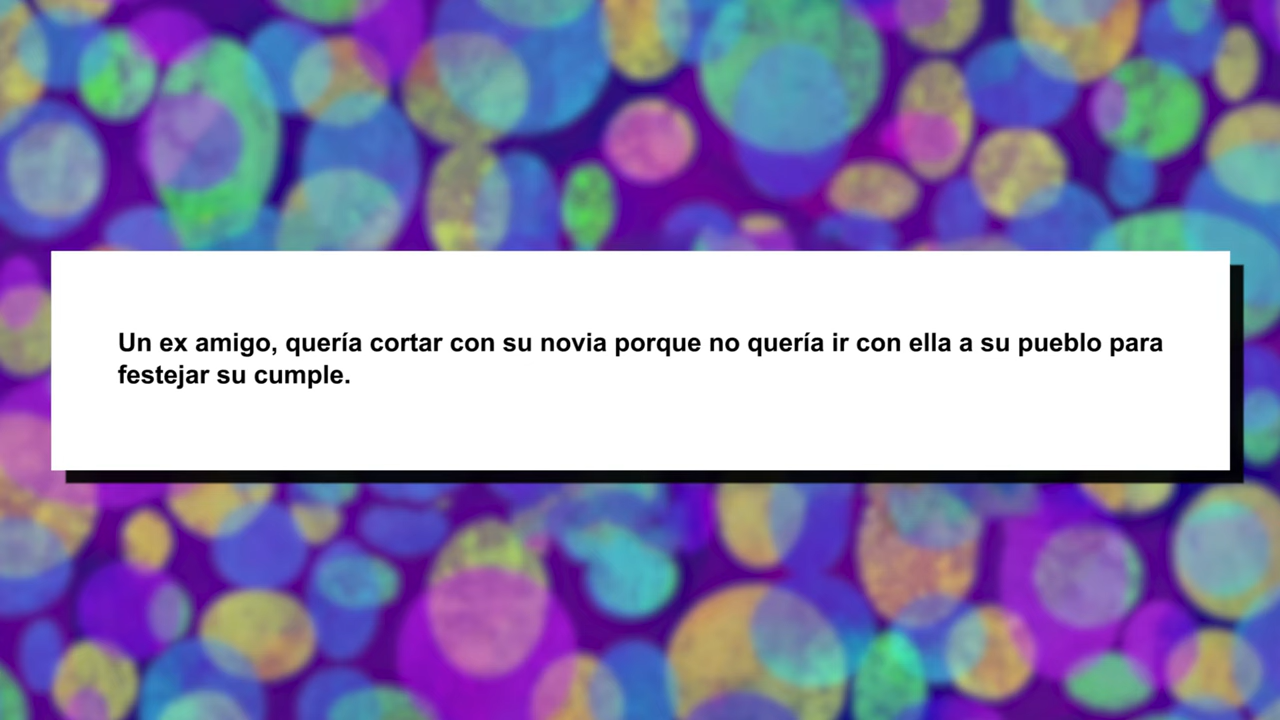 Un ex amigo, quería cortar con su novia porque no quería ir con ella a su pueblo para
festejar su cumple.